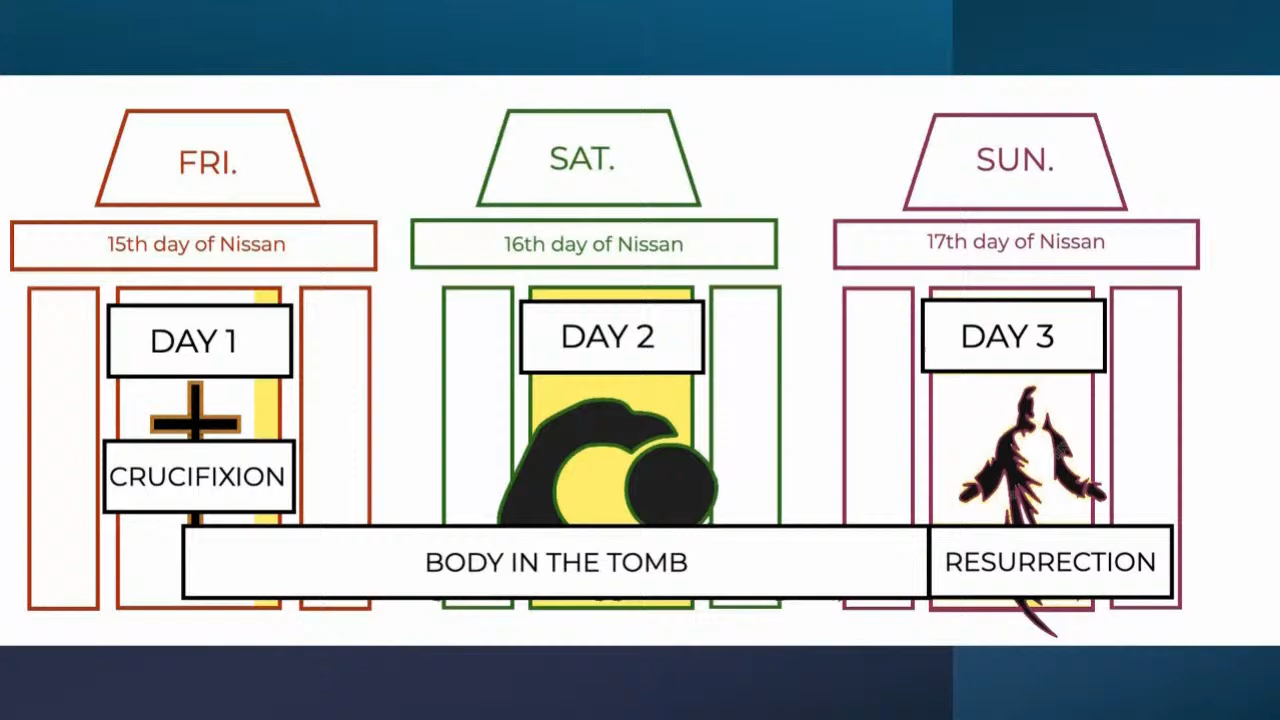 FRI.
SAT.
SUN.
15th day of Nissan
16th day of Nissan
17th day of Nissan
DAY 1
DAY 2
DAY 3
CRUCIFIXION
BODY IN THE TOMB
RESURRECTION